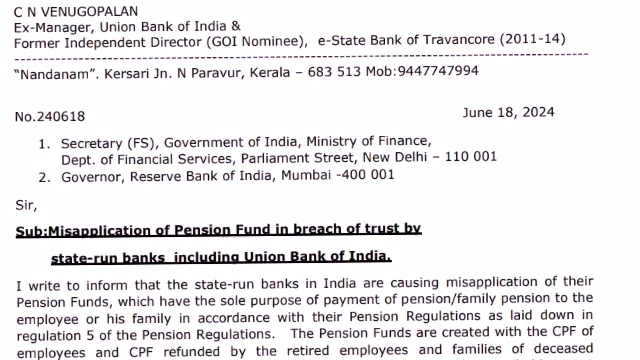 C N VENUGOPALAN
Ex-Manager, Union Bank of India &
Former Independent Director (GOI Nominee), e-State Bank of Travancore (2011-14)
"Nandanam". Kersari Jn. N Paravur, Kerala – 683 513 Mob:9447747994
No.240618 June 18, 2024
1. Secretary (FS), Government of India, Ministry of Finance,
Dept. of Financial Services, Parliament Street, New Delhi – 110 001
2. Governor, Reserve Bank of India, Mumbai -400 001
Sir,
Sub:Misapplication of Pension Fund in breach of trust by
state-run banks including Union Bank of India.
I write to inform that the state-run banks in India are causing misapplication of their
Pension Funds, which have the sole purpose of payment of pension/family pension to the
employee or his family in accordance with their Pension Regulations as laid down in
regulation 5 of the Pension Regulations. The Pension Funds are created with the CPF of
employees and CPF refunded by the retired employees and families of deceased